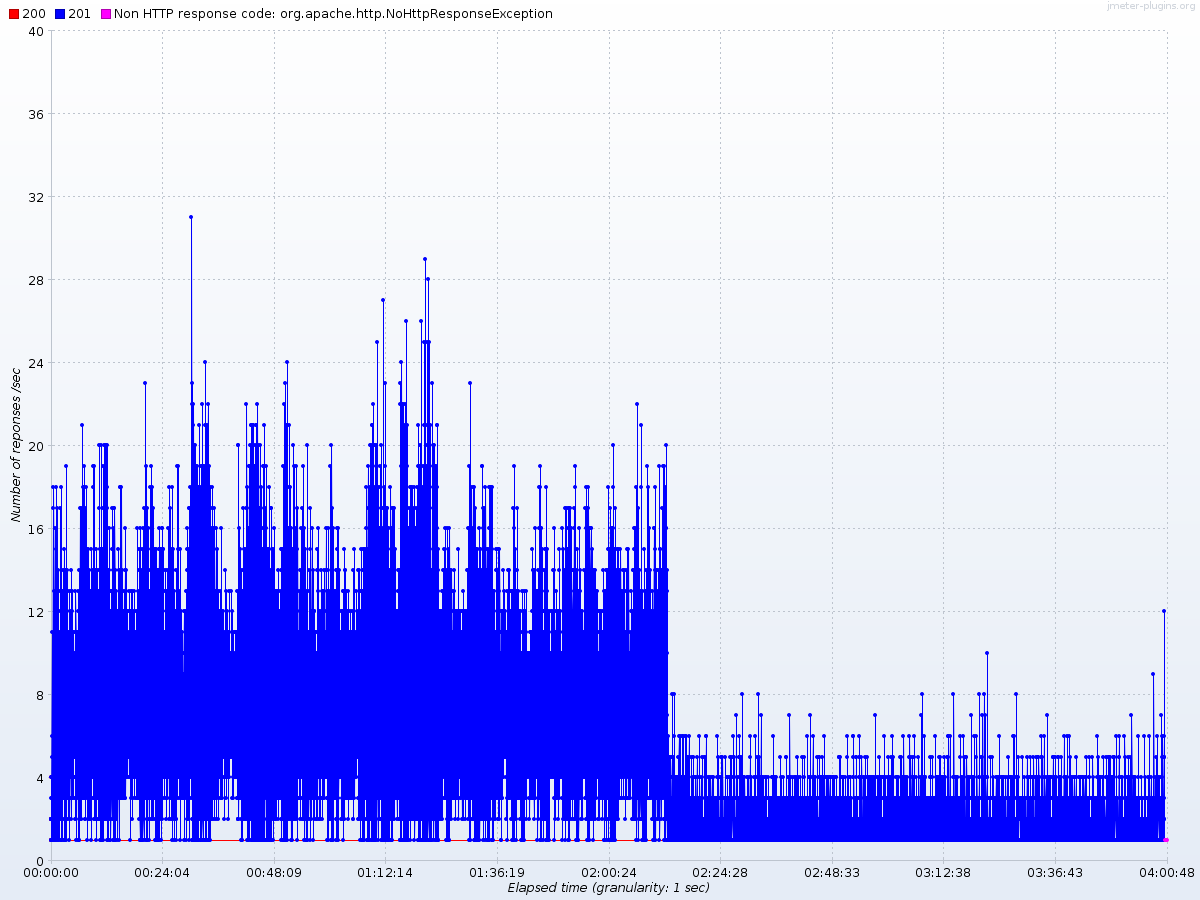 200 201 Non HTTP response code: org.apache.http.NoHttpResponseException
jmeter-plugins.org
40
36
32
28
24
20
16
12
8
4
0
Number of reponses /sec
00:00:00 00:24:04 00:48:09 01:12:14 01:36:19 02:00:24 02:24:28 02:48:33 03:12:38 03:36:43 04:00:48
Elapsed time (granularity: 1 sec)